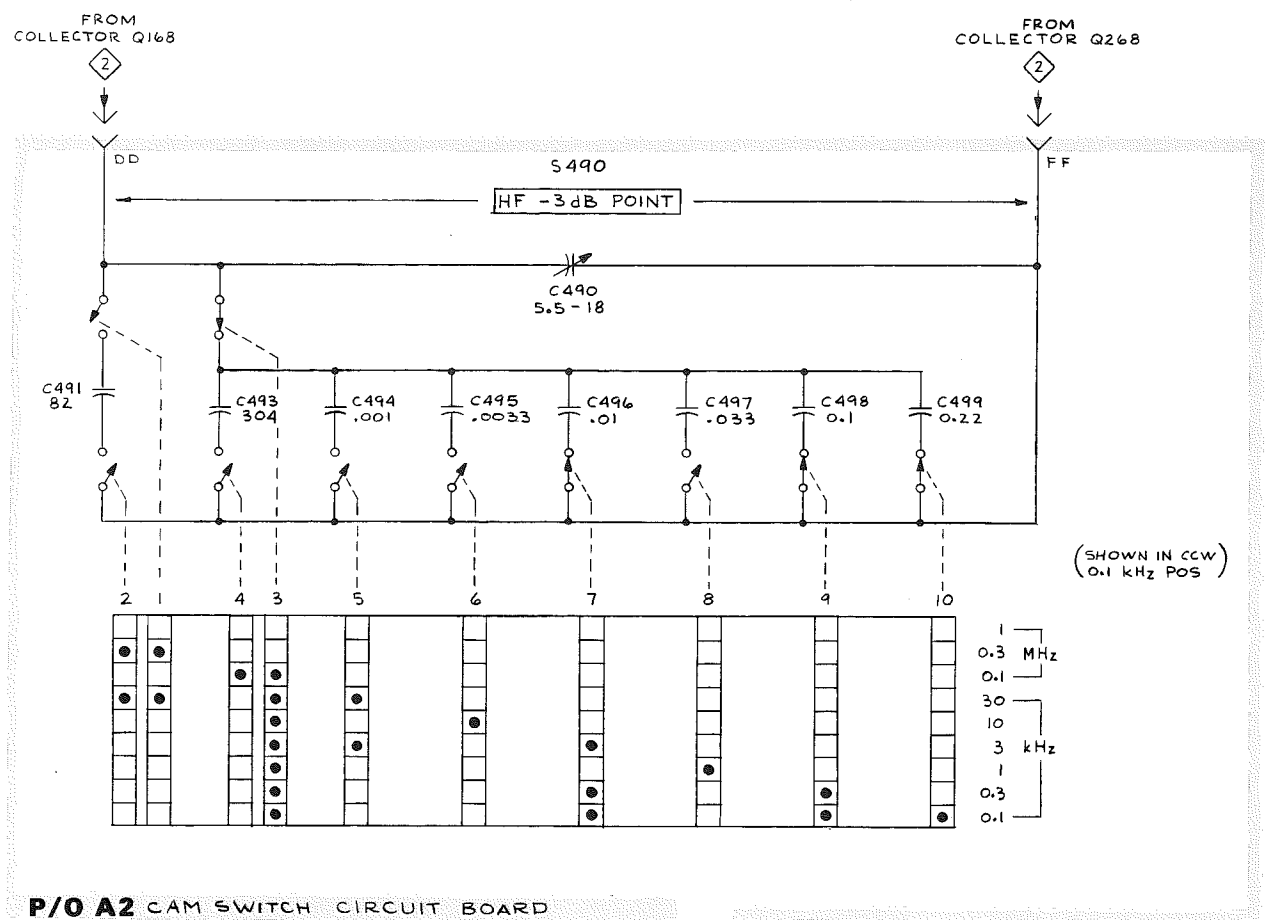 FROM
COLLECTOR Q168
2
FROM
COLLECTOR Q268
2
DD
S490
FF
HF -3dB POINT
C490
5.5-18
C491
82
C493
304
C494
.001
C495
.0033
C496
.01
C497
.033
C498
0.1
C499
0.22
(SHOWN IN CCW
0.1 kHz POS)
2 1 4 3 5 6 7 8 9 10
1
0.3 MHz
0.1
30
10
3 kHz
1
0.3
0.1
P/O A2 CAM SWITCH CIRCUIT BOARD